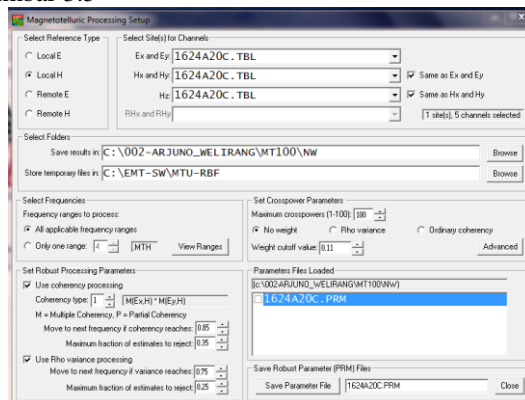 Magnetotelluric Processing Setup
Select Reference Type
Local E
Local H
Remote E
Remote H
Select Site(s) for Channels
Ex and Ey: 1624A20C.TBL
Hx and Hy: 1624A20C.TBL
Same as Ex and Ey
Hz: 1624A20C.TBL
Same as Hx and Hy
RHx and RHy:
1 site(s), 5 channels selected
Select Folders
Save results in: C:\002-ARJUNO_WELIRANG\MT100\NW
Browse
Store temporary files in: C:\EMT-SW\MTU-RBF
Browse
Select Frequencies
Frequency ranges to process:
All applicable frequency ranges
Only one range: 4 MTH View Ranges
Set Crosspower Parameters
Maximum crosspowers (1-100): 100
No weight Rho variance Ordinary coherency
Weight cutoff value: 0.11 Advanced
Set Robust Processing Parameters
Use coherency processing
Coherency type: 1 M(Ex,H) * M(Ey,H)
M = Multiple Coherency, P = Partial Coherency
Move to next frequency if coherency reaches: 0.85
Maximum fraction of estimates to reject: 0.35
Use Rho variance processing
Move to next frequency if variance reaches: 0.75
Maximum fraction of estimates to reject: 0.25
Parameters Files Loaded
(c:\002-ARJUNO_WELIRANG\MT100\NW)
1624A20C.PRM
Save Robust Parameter (PRM) Files
Save Parameter File 1624A20C.PRM Close